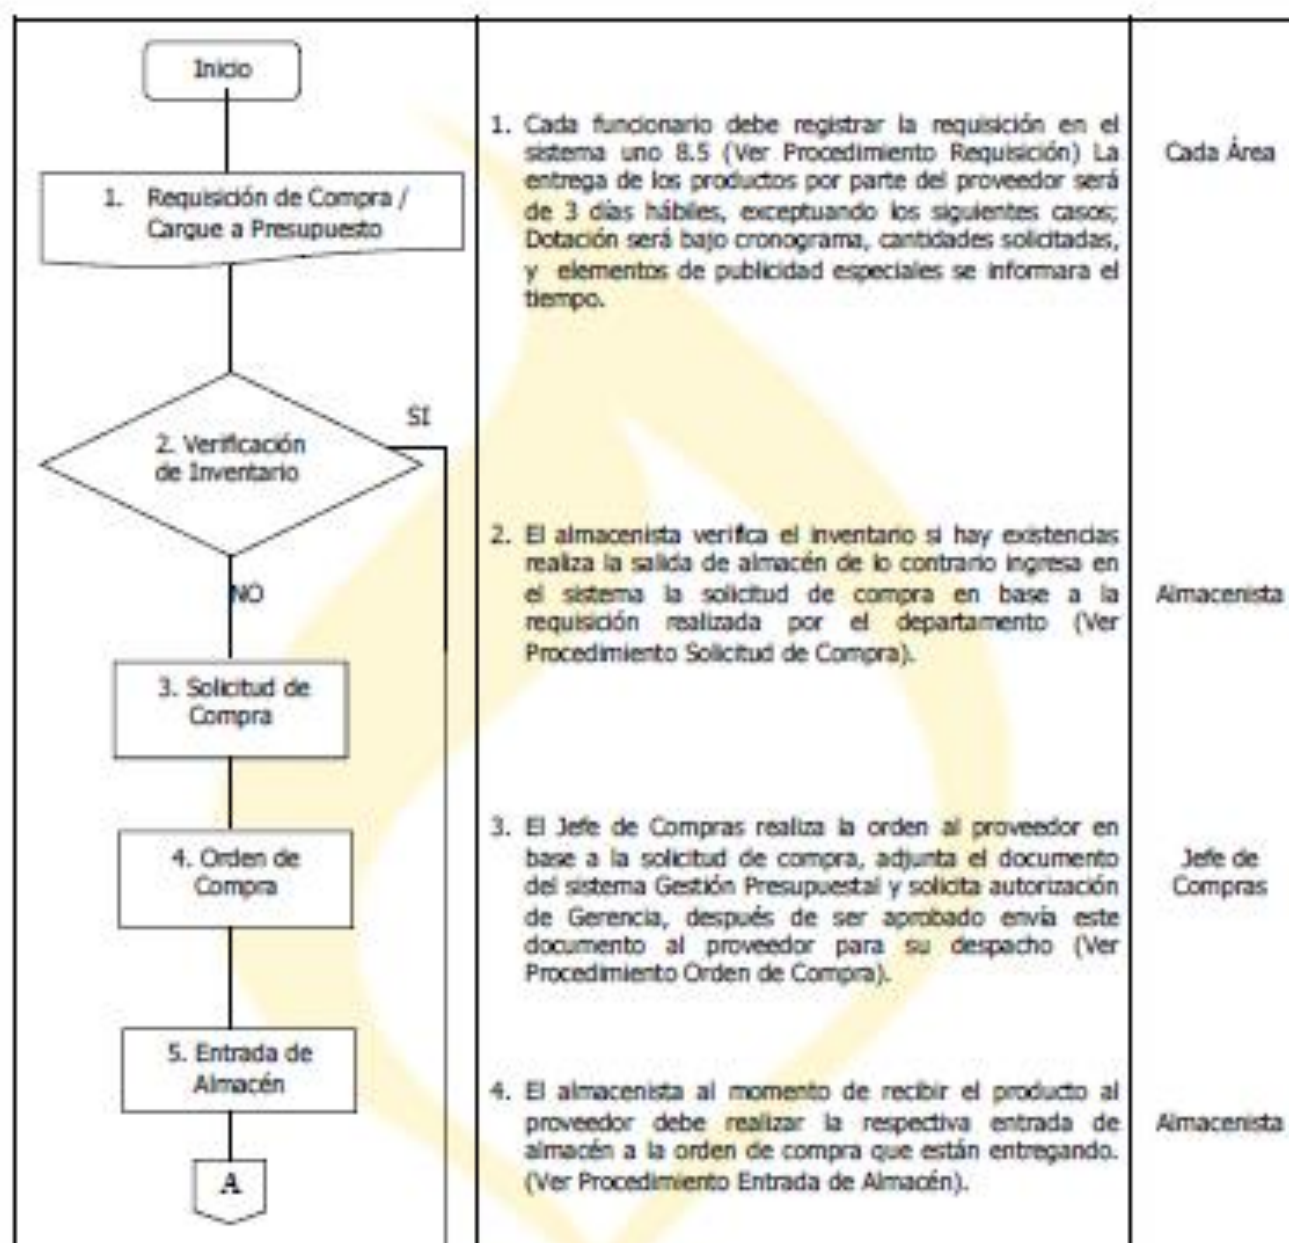 Inicio
1. Requisición de Compra /
Cargue a Presupuesto
2. Verificación
de Inventario
SI
NO
3. Solicitud de
Compra
4. Orden de
Compra
5. Entrada de
Almacén
A
1. Cada funcionario debe registrar la requisición en el
sistema uno 8.5 (Ver Procedimiento Requisición) La
entrega de los productos por parte del proveedor será
de 3 días hábiles, exceptuando los siguientes casos;
Dotación será bajo cronograma, cantidades solicitadas,
y elementos de publicidad especiales se informara el
tiempo.
Cada Área
2. El almacenista verifica el inventario si hay existencias
realiza la salida de almacén de lo contrario ingresa en
el sistema la solicitud de compra en base a la
requisición realizada por el departamento (Ver
Procedimiento Solicitud de Compra).
Almacenista
3. El Jefe de Compras realiza la orden al proveedor en
base a la solicitud de compra, adjunta el documento
del sistema Gestión Presupuestal y solicita autorización
de Gerencia, después de ser aprobado envía este
documento al proveedor para su despacho (Ver
Procedimiento Orden de Compra).
Jefe de
Compras
4. El almacenista al momento de recibir el producto al
proveedor debe realizar la respectiva entrada de
almacén a la orden de compra que están entregando.
(Ver Procedimiento Entrada de Almacén).
Almacenista